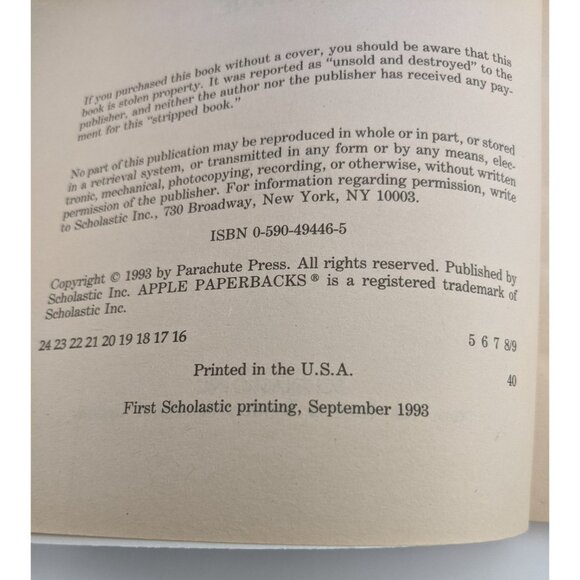 If you purchased this book without a cover, you should be aware that this
book is stolen property. It was reported as "unsold and destroyed" to the
publisher, and neither the author nor the publisher has received any pay-
ment for this "stripped book."
No part of this publication may be reproduced in whole or in part, or stored
in a retrieval system, or transmitted in any form or by any means, elec-
tronic, mechanical, photocopying, recording, or otherwise, without written
permission of the publisher. For information regarding permission, write
to Scholastic Inc., 730 Broadway, New York, NY 10003.
ISBN 0-590-49446-5
Copyright © 1993 by Parachute Press. All rights reserved. Published by
Scholastic Inc. APPLE PAPERBACKS ® is a registered trademark of
Scholastic Inc.
24 23 22 21 20 19 18 17 16 5 6 7 8/9
Printed in the U.S.A. 40
First Scholastic printing, September 1993